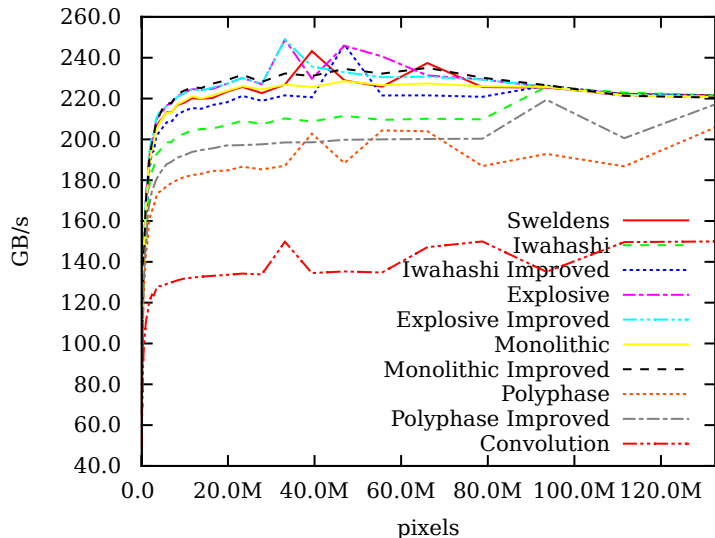 260.0
240.0
220.0
200.0
180.0
160.0
140.0
120.0
100.0
80.0
60.0
40.0
GB/s
Sweldens
Iwahashi
Iwahashi Improved
Explosive
Explosive Improved
Monolithic
Monolithic Improved
Polyphase
Polyphase Improved
Convolution
0.0 20.0M 40.0M 60.0M 80.0M 100.0M 120.0M
pixels